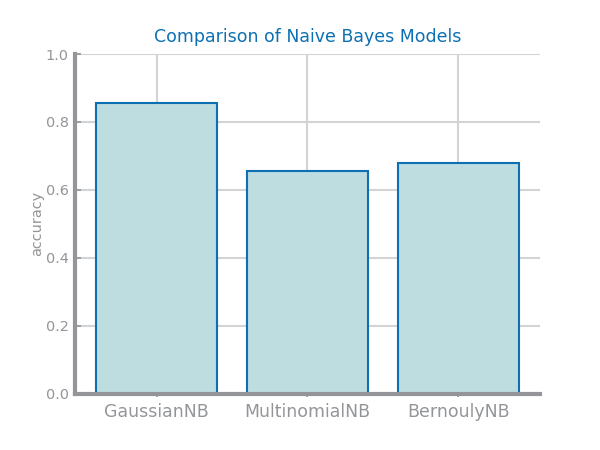 Comparison of Naive Bayes Models
1.0
0.8
0.6
0.4
0.2
0.0
accuracy
GaussianNB
MultinomialNB
BernoulyNB